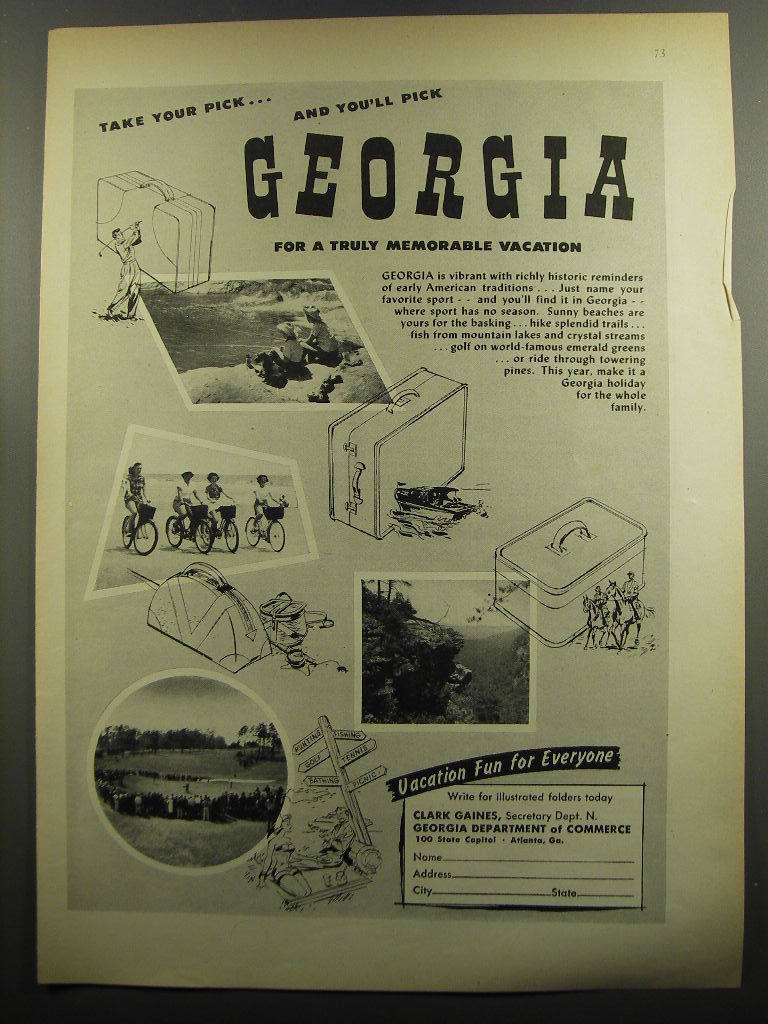 73
TAKE YOUR PICK...
AND YOU'LL PICK
GEORGIA
FOR A TRULY MEMORABLE VACATION
GEORGIA is vibrant with richly historic reminders
of early American traditions . . . Just name your
favorite sport - - and you'll find it in Georgia - -
where sport has no season. Sunny beaches are
yours for the basking . . . hike splendid trails . . .
fish from mountain lakes and crystal streams
. . . golf on world-famous emerald greens
. . . or ride through towering
pines. This year, make it a
Georgia holiday
for the whole
family.
HUNTING
FISHING
GOLF
TENNIS
BATHING
PICNIC
Vacation Fun for Everyone
Write for illustrated folders today
CLARK GAINES, Secretary Dept. N.
GEORGIA DEPARTMENT of COMMERCE
100 State Capitol · Atlanta, Ga.
Name
Address
City State